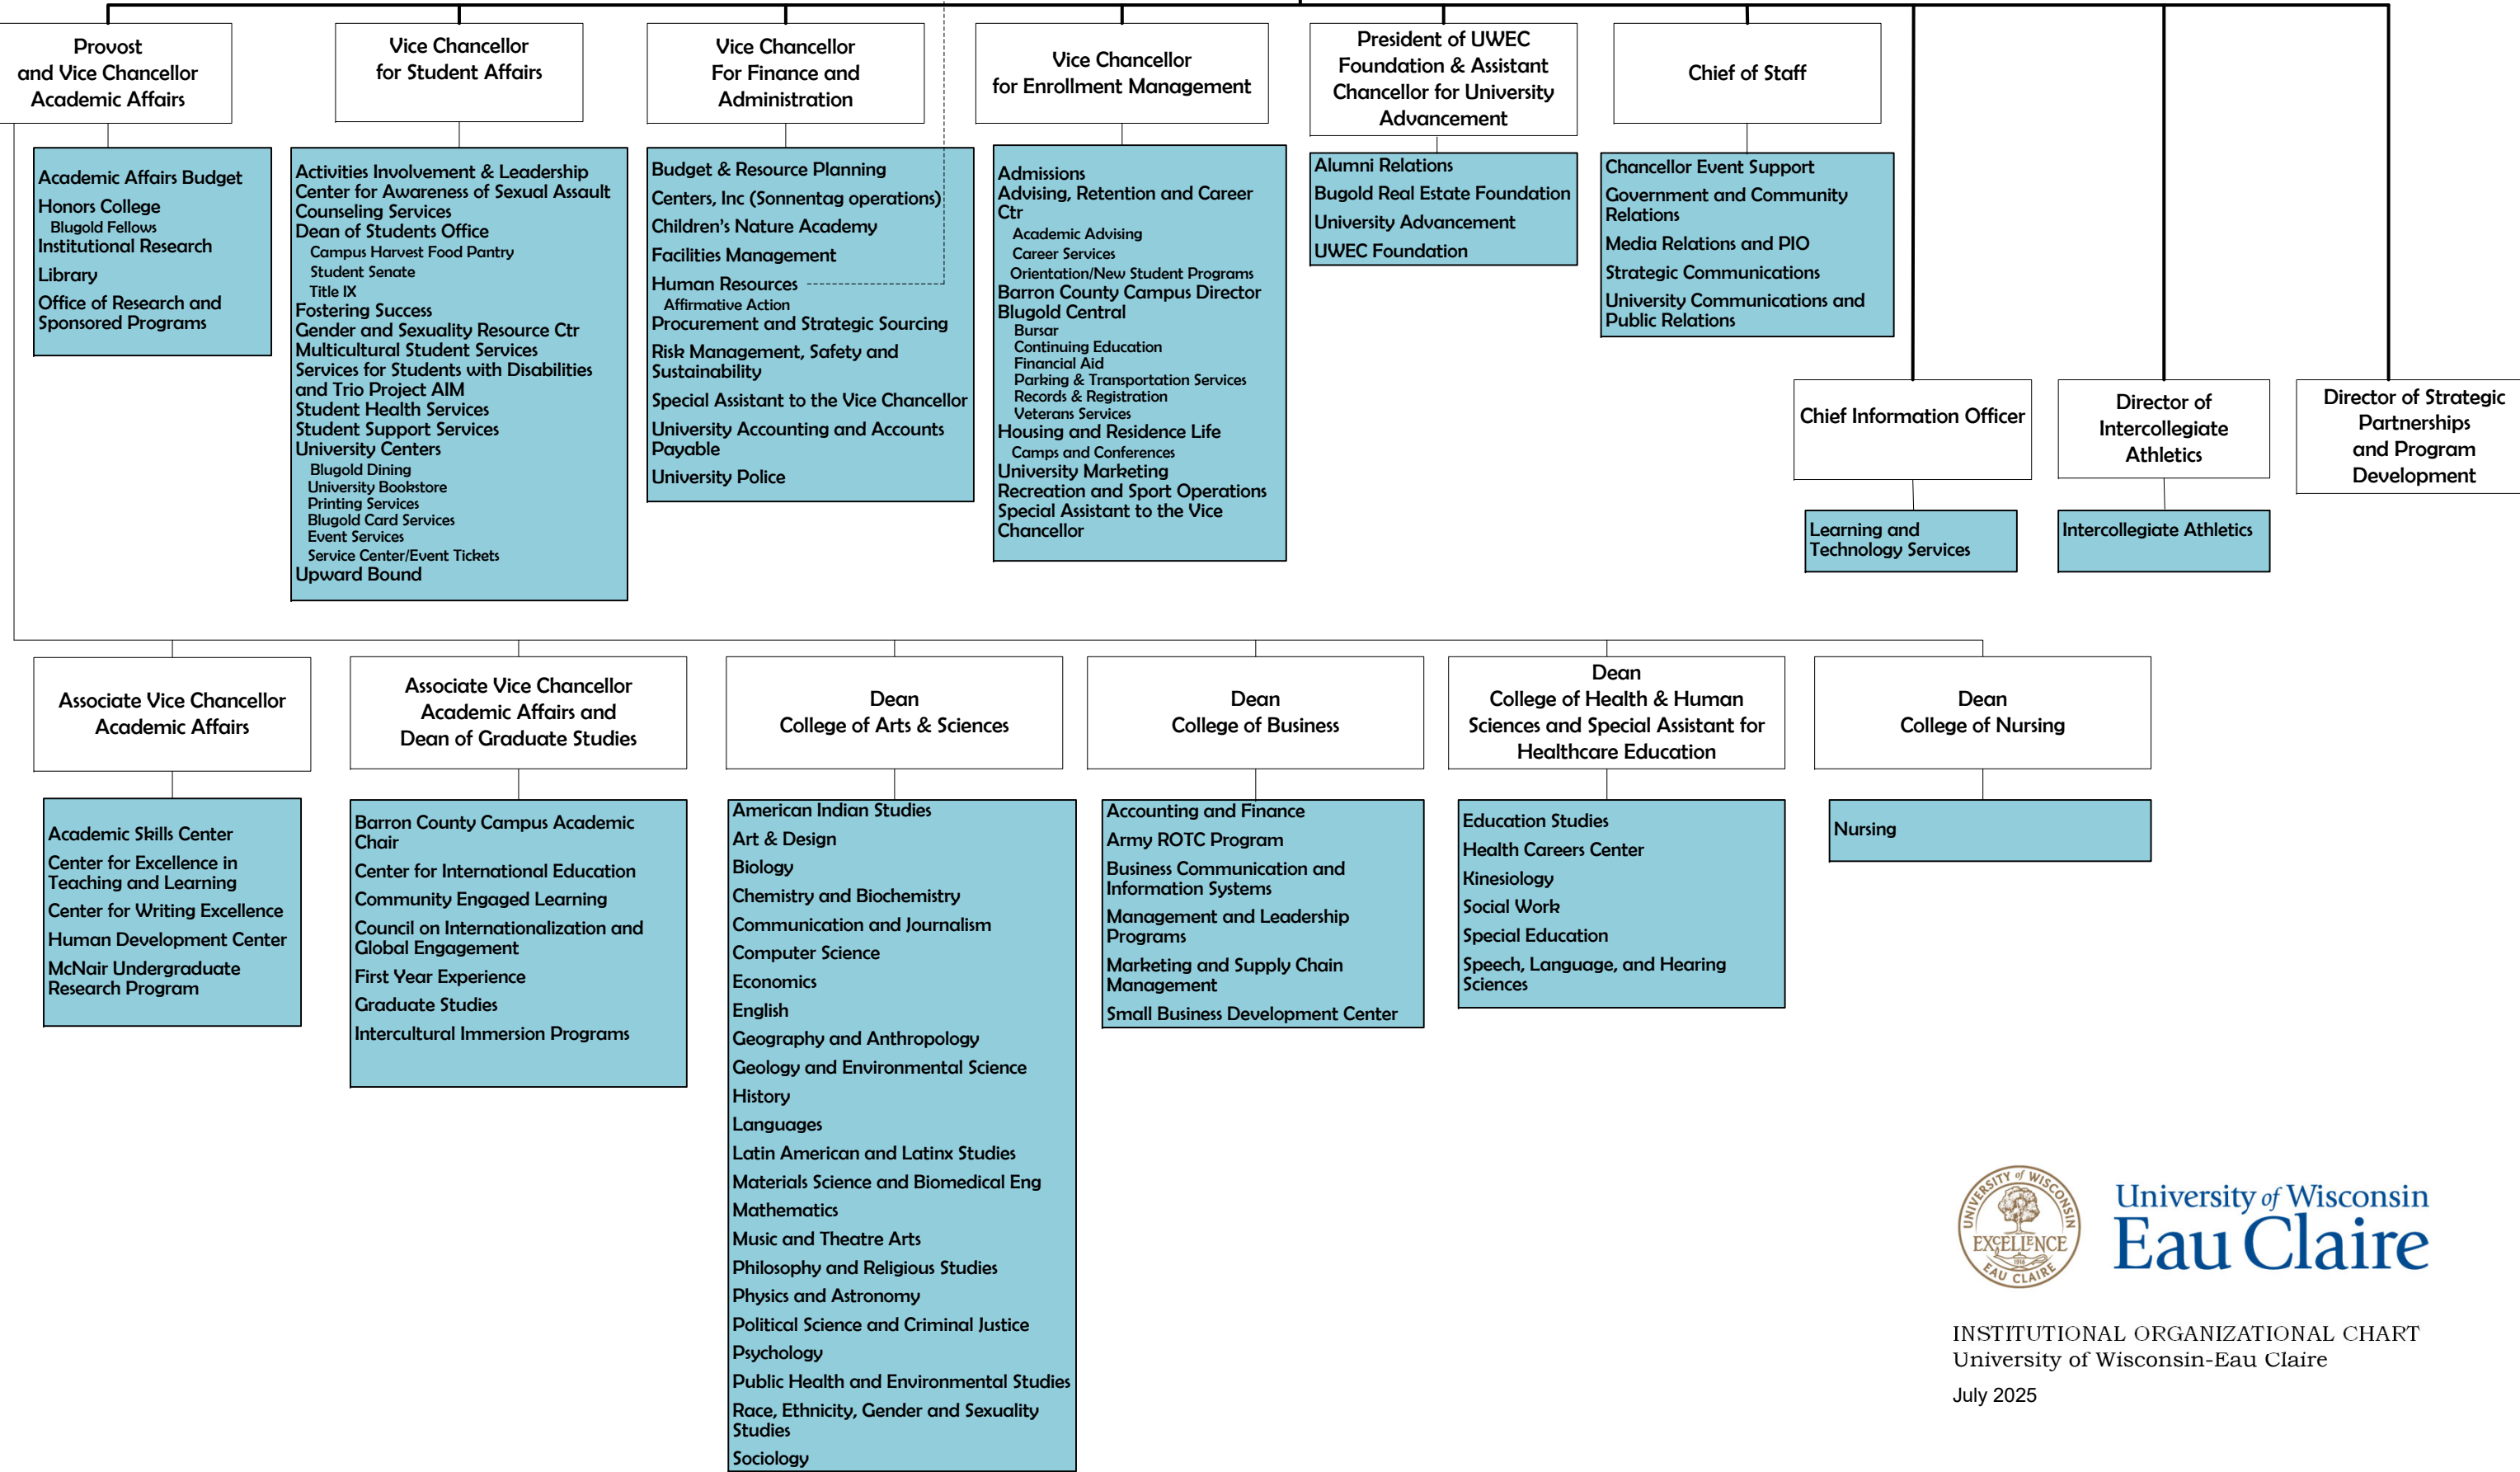 Provost
and Vice Chancellor
Academic Affairs
Vice Chancellor
for Student Affairs
Vice Chancellor
For Finance and
Administration
Vice Chancellor
for Enrollment Management
President of UWEC
Foundation & Assistant
Chancellor for University
Advancement
Chief of Staff
Academic Affairs Budget
Honors College
Blugold Fellows
Institutional Research
Library
Office of Research and
Sponsored Programs
Activities Involvement & Leadership
Center for Awareness of Sexual Assault
Counseling Services
Dean of Students Office
Campus Harvest Food Pantry
Student Senate
Title IX
Fostering Success
Gender and Sexuality Resource Ctr
Multicultural Student Services
Services for Students with Disabilities
and Trio Project AIM
Student Health Services
Student Support Services
University Centers
Blugold Dining
University Bookstore
Printing Services
Blugold Card Services
Event Services
Service Center/Event Tickets
Upward Bound
Budget & Resource Planning
Centers, Inc (Sonnentag operations)
Children's Nature Academy
Facilities Management
Human Resources
Affirmative Action
Procurement and Strategic Sourcing
Risk Management, Safety and
Sustainability
Special Assistant to the Vice Chancellor
University Accounting and Accounts
Payable
University Police
Admissions
Advising, Retention and Career
Ctr
Academic Advising
Career Services
Orientation/New Student Programs
Barron County Campus Director
Blugold Central
Bursar
Continuing Education
Financial Aid
Parking & Transportation Services
Records & Registration
Veterans Services
Housing and Residence Life
Camps and Conferences
University Marketing
Recreation and Sport Operations
Special Assistant to the Vice
Chancellor
Alumni Relations
Bugold Real Estate Foundation
University Advancement
UWEC Foundation
Chancellor Event Support
Government and Community
Relations
Media Relations and PIO
Strategic Communications
University Communications and
Public Relations
Chief Information Officer
Director of
Intercollegiate
Athletics
Director of Strategic
Partnerships
and Program
Development
Learning and
Technology Services
Intercollegiate Athletics
Associate Vice Chancellor
Academic Affairs
Associate Vice Chancellor
Academic Affairs and
Dean of Graduate Studies
Dean
College of Arts & Sciences
Dean
College of Business
Dean
College of Health & Human
Sciences and Special Assistant for
Healthcare Education
Dean
College of Nursing
Academic Skills Center
Center for Excellence in
Teaching and Learning
Center for Writing Excellence
Human Development Center
McNair Undergraduate
Research Program
Barron County Campus Academic
Chair
Center for International Education
Community Engaged Learning
Council on Internationalization and
Global Engagement
First Year Experience
Graduate Studies
Intercultural Immersion Programs
American Indian Studies
Art & Design
Biology
Chemistry and Biochemistry
Communication and Journalism
Computer Science
Economics
English
Geography and Anthropology
Geology and Environmental Science
History
Languages
Latin American and Latinx Studies
Materials Science and Biomedical Eng
Mathematics
Music and Theatre Arts
Philosophy and Religious Studies
Physics and Astronomy
Political Science and Criminal Justice
Psychology
Public Health and Environmental Studies
Race, Ethnicity, Gender and Sexuality
Studies
Sociology
Accounting and Finance
Army ROTC Program
Business Communication and
Information Systems
Management and Leadership
Programs
Marketing and Supply Chain
Management
Small Business Development Center
Education Studies
Health Careers Center
Kinesiology
Social Work
Special Education
Speech, Language, and Hearing
Sciences
Nursing
UNIVERSITY of WISCONSIN
EXCELLENCE
1916
EAU CLAIRE
University of Wisconsin
Eau Claire
INSTITUTIONAL ORGANIZATIONAL CHART
University of Wisconsin-Eau Claire
July 2025